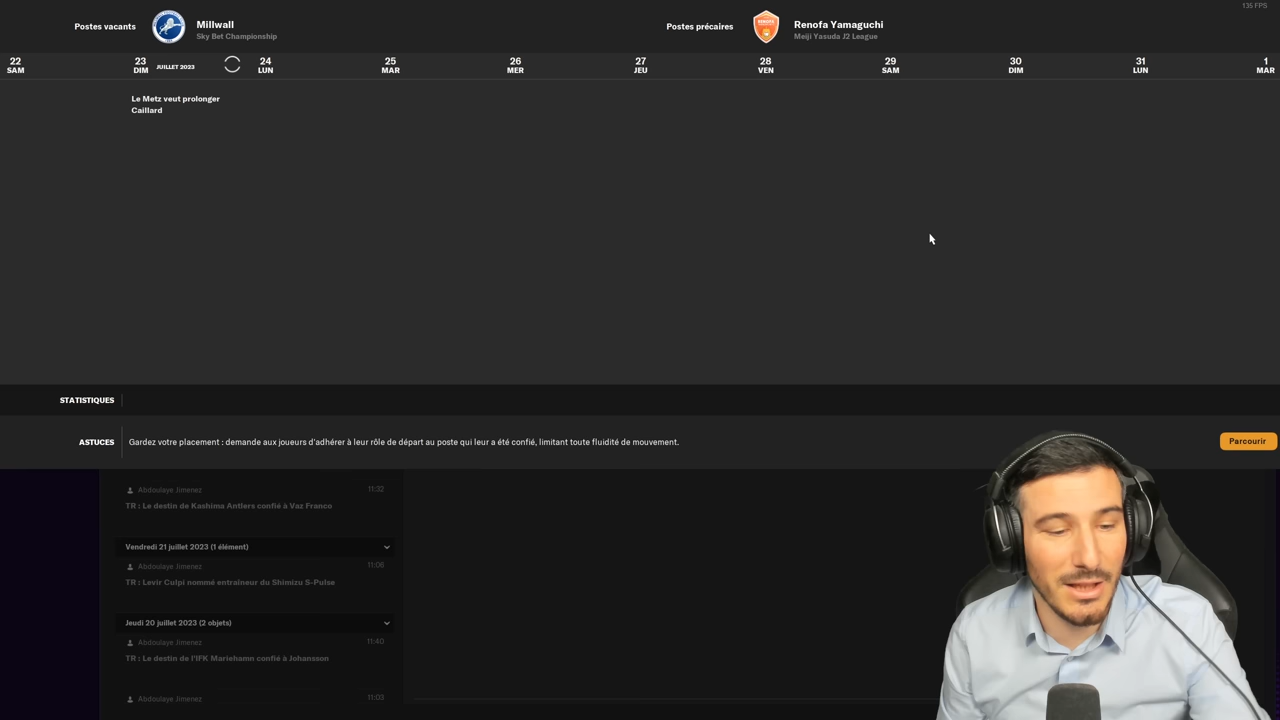 135 FPS
Postes vacants
Millwall
Sky Bet Championship
Postes précaires
Renofa Yamaguchi
Meiji Yasuda J2 League
22
SAM
23
DIM
JUILLET 2023
24
LUN
25
MAR
26
MER
27
JEU
28
VEN
29
SAM
30
DIM
31
LUN
1
MAR
Le Metz veut prolonger
Caillard
STATISTIQUES
ASTUCES
Gardez votre placement : demande aux joueurs d'adhérer à leur rôle de départ au poste qui leur a été confié, limitant toute fluidité de mouvement.
Parcourir
Abdoulaye Jimenez
11:32
TR : Le destin de Kashima Antlers confié à Vaz Franco
Vendredi 21 juillet 2023 (1 élément)
Abdoulaye Jimenez
11:06
TR : Levir Culpi nommé entraîneur du Shimizu S-Pulse
Jeudi 20 juillet 2023 (2 objets)
Abdoulaye Jimenez
11:40
TR : Le destin de l'IFK Mariehamn confié à Johansson
Abdoulaye Jimenez
11:03